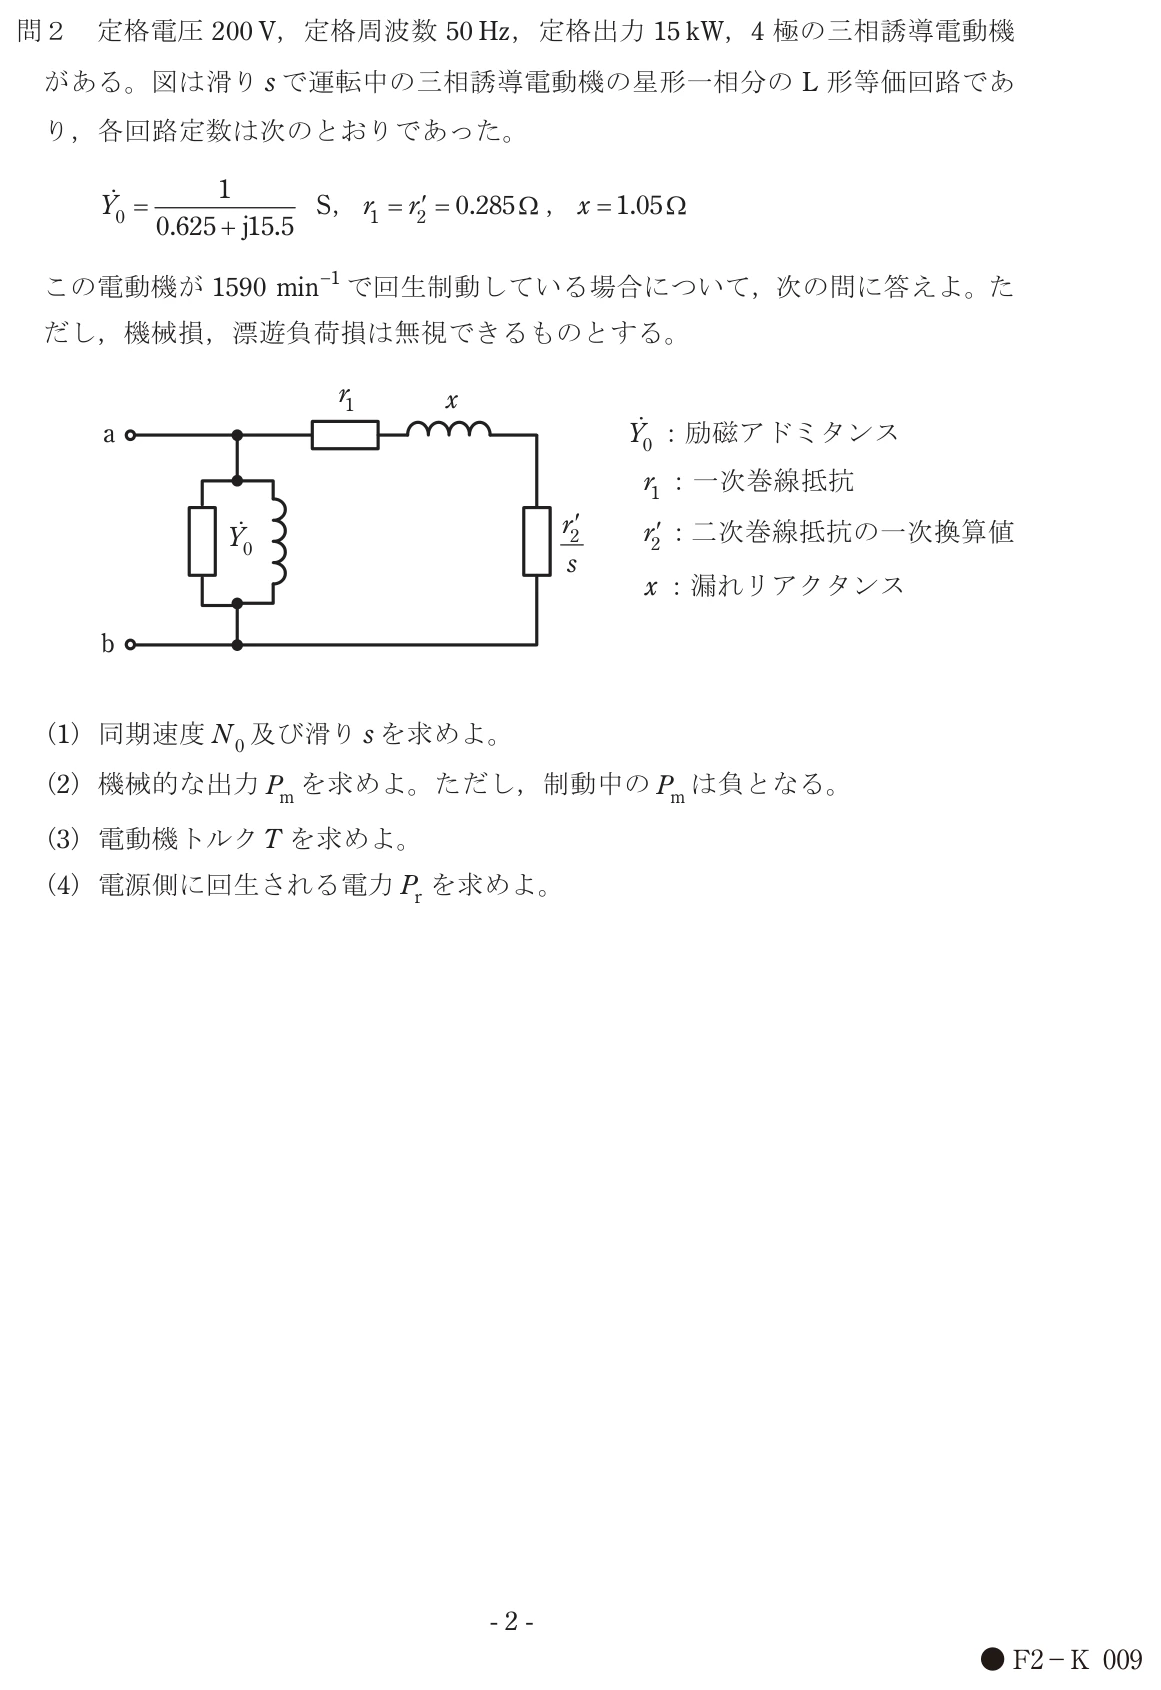 問２　定格電圧 200 V，定格周波数 50 Hz，定格出力 15 kW，4 極の三相誘導電動機
がある。図は滑り s で運転中の三相誘導電動機の星形一相分の L 形等価回路であ
り，各回路定数は次のとおりであった。
Ẏ₀ = 1/(0.625 + j15.5) S， r₁ = r₂′ = 0.285 Ω， x = 1.05 Ω
この電動機が 1590 min⁻¹ で回生制動している場合について，次の問に答えよ。た
だし，機械損，漂遊負荷損は無視できるものとする。
r₁
x
a
Ẏ₀
r₂′/s
b
Ẏ₀ ：励磁アドミタンス
r₁ ：一次巻線抵抗
r₂′ ：二次巻線抵抗の一次換算値
x ：漏れリアクタンス
(1) 同期速度 N₀ 及び滑り s を求めよ。
(2) 機械的な出力 Pₘ を求めよ。ただし，制動中の Pₘ は負となる。
(3) 電動機トルク T を求めよ。
(4) 電源側に回生される電力 Pᵣ を求めよ。
- 2 -
●F2－K 009